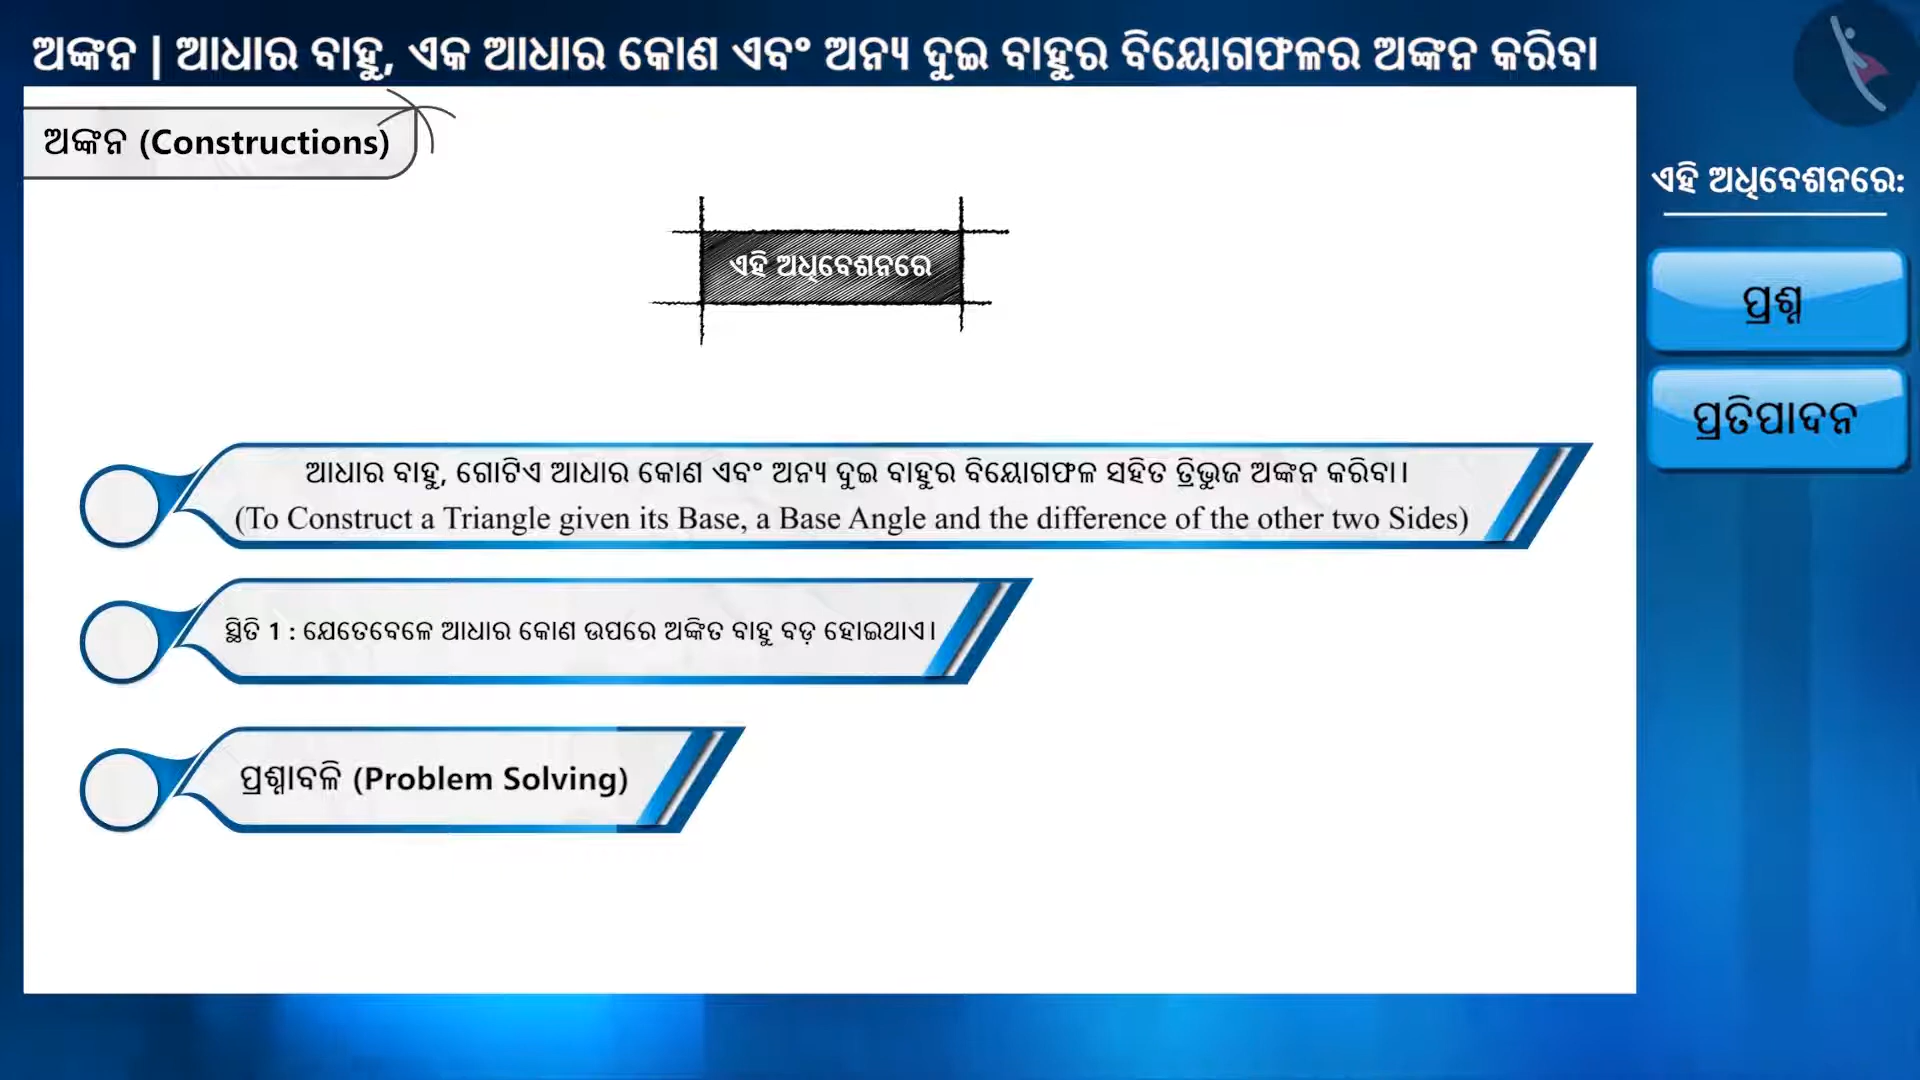 ଅଙ୍କନ | ଆଧାର ବାହୁ, ଏକ ଆଧାର କୋଣ ଏବଂ ଅନ୍ୟ ଦୁଇ ବାହୁର ବିୟୋଗଫଳର ଅଙ୍କନ କରିବା
ଅଙ୍କନ (Constructions)
ଏହି ଅଧିବେଶନରେ
ଆଧାର ବାହୁ, ଗୋଟିଏ ଆଧାର କୋଣ ଏବଂ ଅନ୍ୟ ଦୁଇ ବାହୁର ବିୟୋଗଫଳ ସହିତ ତ୍ରିଭୁଜ ଅଙ୍କନ କରିବା।
(To Construct a Triangle given its Base, a Base Angle and the difference of the other two Sides)
ସ୍ଥିତି 1 : ଯେତେବେଳେ ଆଧାର କୋଣ ଉପରେ ଅଙ୍କିତ ବାହୁ ବଡ଼ ହୋଇଥାଏ।
ପ୍ରଶ୍ନାବଳି (Problem Solving)
ଏହି ଅଧିବେଶନରେ:
ପ୍ରଶ୍ନ
ପ୍ରତିପାଦନ